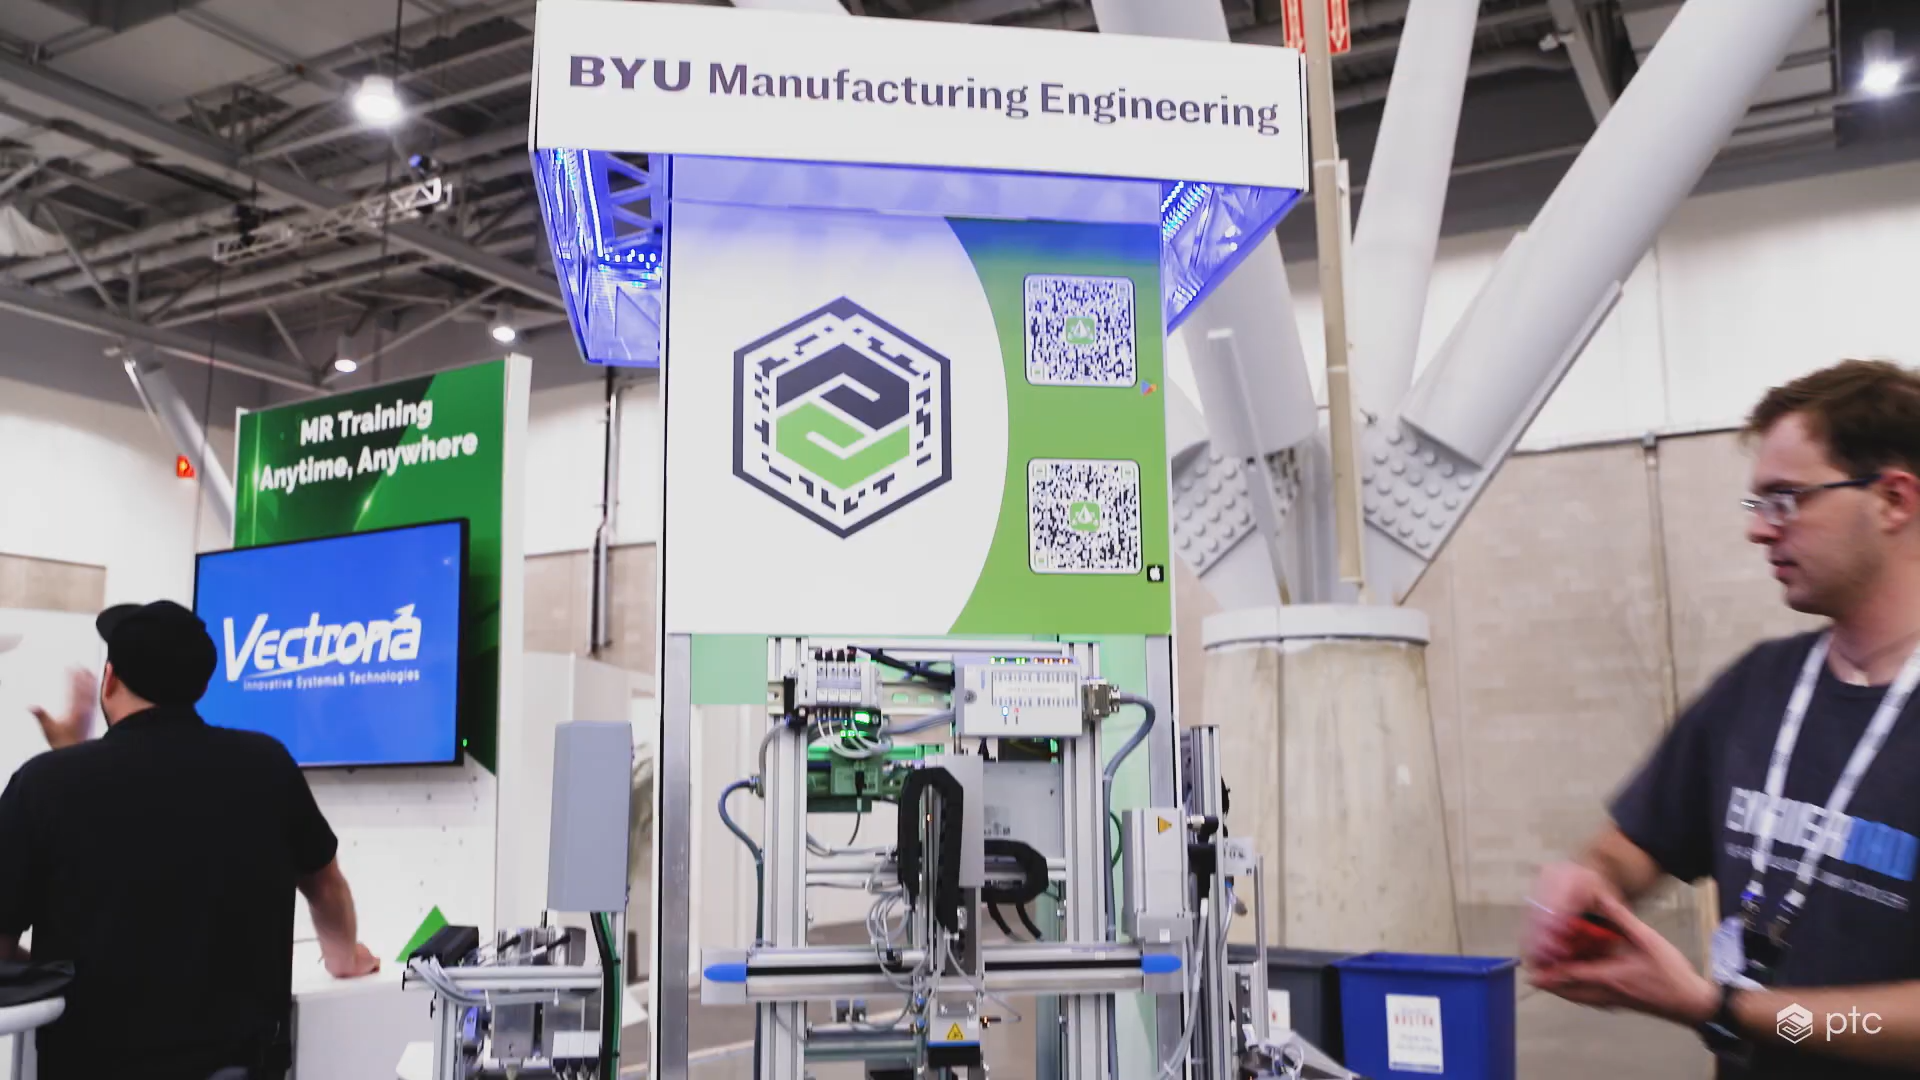 BYU Manufacturing Engineering
MR Training
Anytime, Anywhere
Vectrona
Innovative Systems& Technologies
ptc